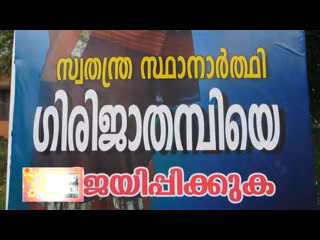 സ്വതന്ത്ര സ്ഥാനാർത്ഥി
ഗിരിജാതമ്പിയെ
ജയിപ്പിക്കുക